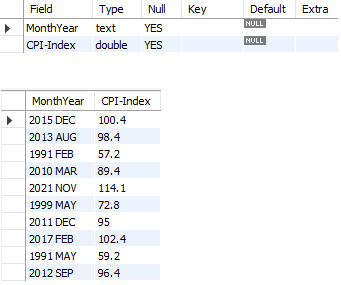 Field Type Null Key Default Extra
MonthYear text YES NULL
CPI-Index double YES NULL
MonthYear CPI-Index
2015 DEC 100.4
2013 AUG 98.4
1991 FEB 57.2
2010 MAR 89.4
2021 NOV 114.1
1999 MAY 72.8
2011 DEC 95
2017 FEB 102.4
1991 MAY 59.2
2012 SEP 96.4